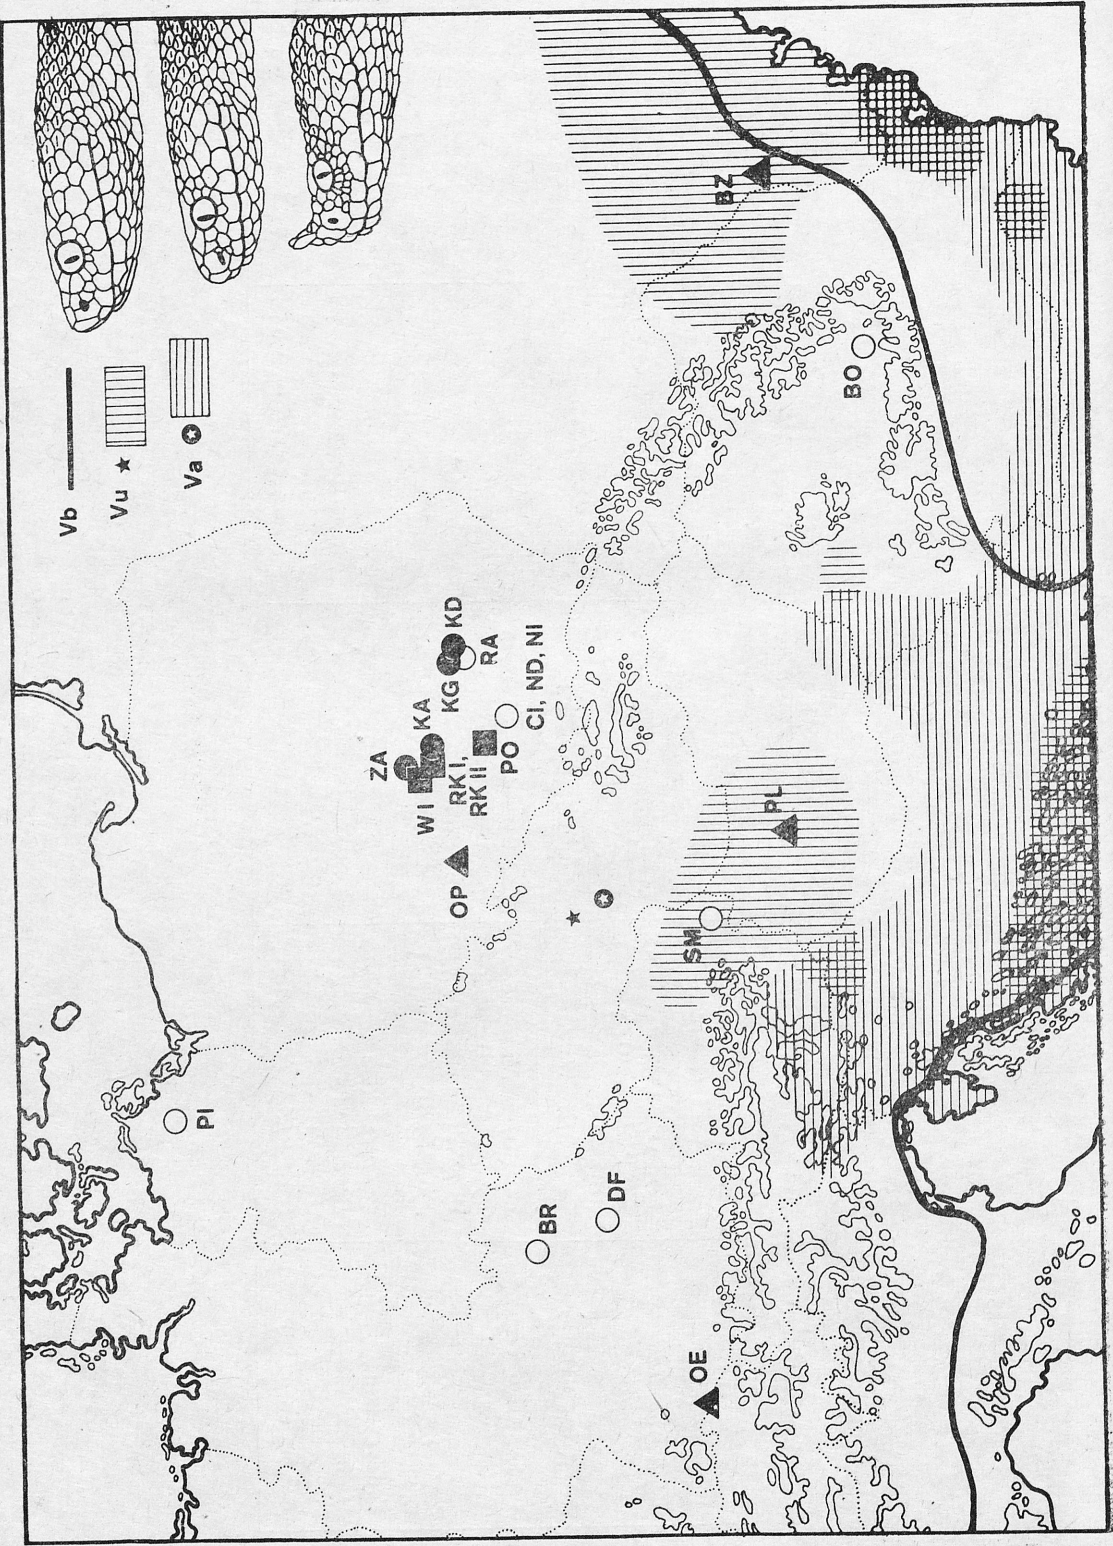 Vb
Vu
Va
PI
ZA
KA
WI
KG
KD
RA
RK I,
RK II
PO
CI, ND, NI
OP
BR
DF
SM
PL
OE
BO
BZ